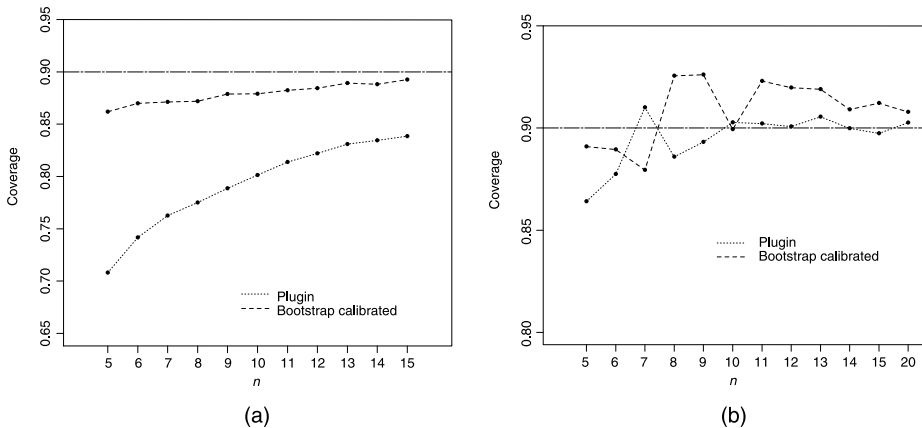 0.95
0.90
0.85
0.80
0.75
0.70
0.65
Coverage
Plugin
Bootstrap calibrated
5 6 7 8 9 10 11 12 13 14 15
n
(a)
0.95
0.90
0.85
0.80
Coverage
Plugin
Bootstrap calibrated
5 6 7 8 9 10 11 12 13 14 15 20
n
(b)